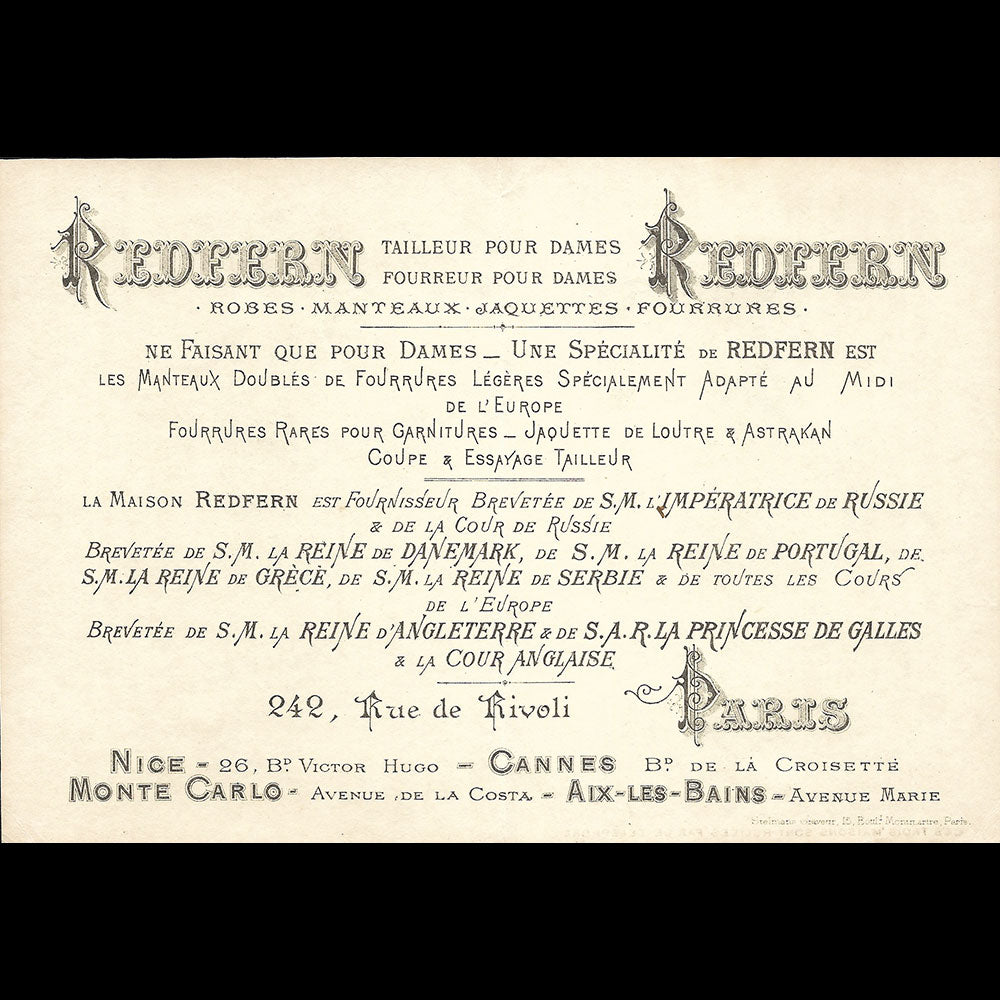 REDFERN TAILLEUR POUR DAMES REDFERN
FOURREUR POUR DAMES
· ROBES · MANTEAUX · JAQUETTES · FOURRURES ·
NE FAISANT QUE POUR DAMES _ UNE SPÉCIALITÉ DE REDFERN EST
LES MANTEAUX DOUBLÉS DE FOURRURES LÉGÈRES SPÉCIALEMENT ADAPTÉ AU MIDI
DE L'EUROPE
FOURRURES RARES POUR GARNITURES _ JAQUETTE DE LOUTRE & ASTRAKAN
COUPE & ESSAYAGE TAILLEUR
LA MAISON REDFERN EST FOURNISSEUR BREVETÉE DE S.M. L'IMPÉRATRICE DE RUSSIE
& DE LA COUR DE RUSSIE
BREVETÉE DE S.M. LA REINE DE DANEMARK, DE S.M. LA REINE DE PORTUGAL, DE
S.M. LA REINE DE GRÈCE, DE S.M. LA REINE DE SERBIE & DE TOUTES LES COURS
DE L'EUROPE
BREVETÉE DE S.M. LA REINE D'ANGLETERRE & DE S.A.R. LA PRINCESSE DE GALLES
& LA COUR ANGLAISE
242, Rue de Rivoli PARIS
NICE - 26, BD VICTOR HUGO - CANNES BD DE LA CROISETTE
MONTE CARLO - AVENUE DE LA COSTA - AIX-LES-BAINS - AVENUE MARIE
15, Bould Montmartre, Paris.